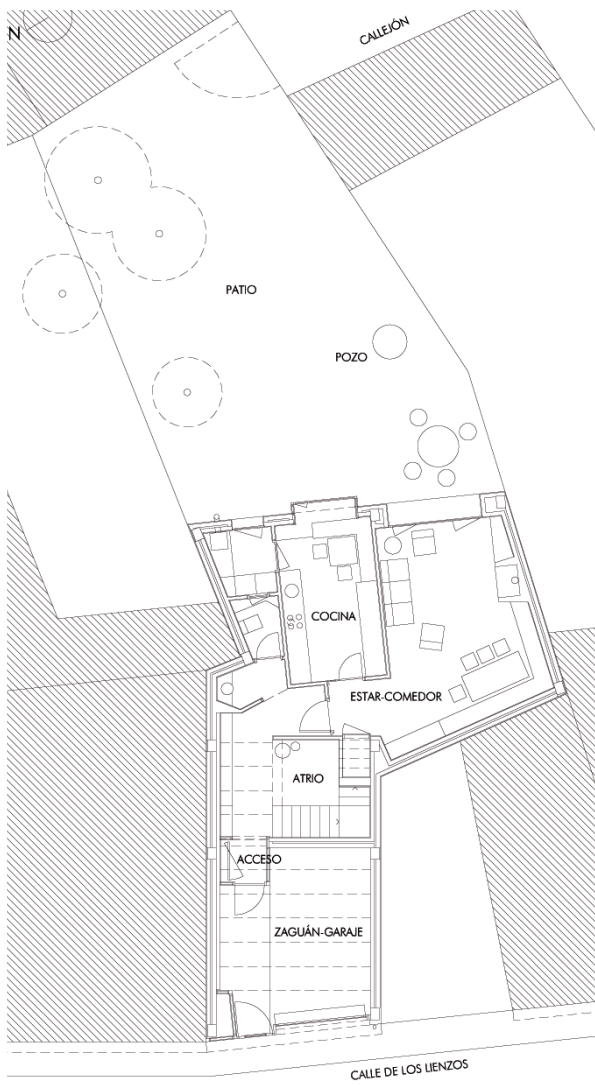 N
CALLEJÓN
PATIO
POZO
COCINA
ESTAR-COMEDOR
ATRIO
ACCESO
ZAGUÁN-GARAJE
CALLE DE LOS LIENZOS